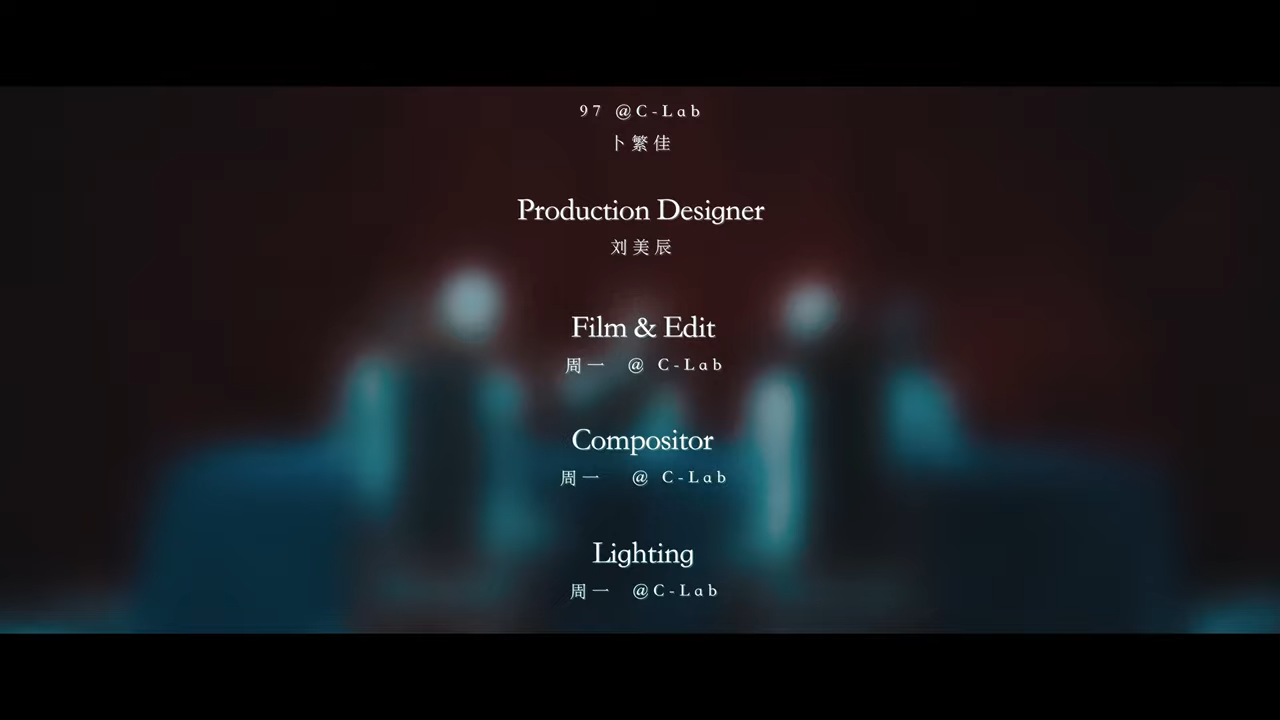 97 @C-Lab
卜繁佳
Production Designer
刘美辰
Film & Edit
周一 @ C-Lab
Compositor
周一 @ C-Lab
Lighting
周一 @C-Lab